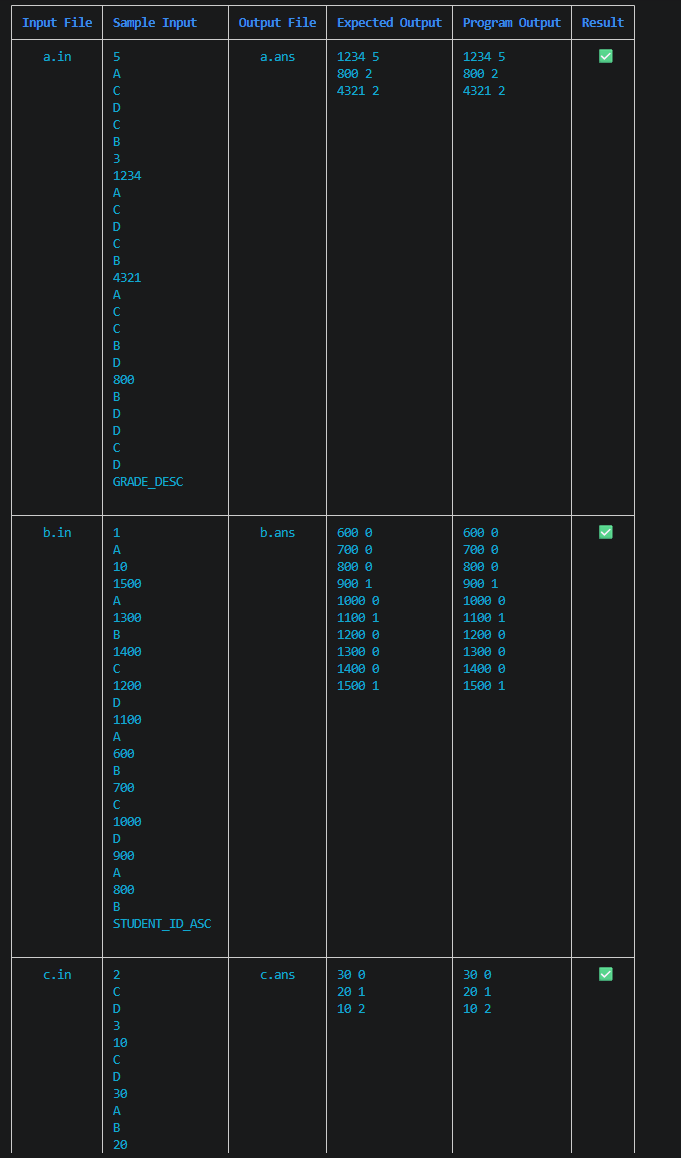 Input File Sample Input Output File Expected Output Program Output Result
a.in 5 a.ans 1234 5 1234 5 ✅
A 800 2 800 2
C 4321 2 4321 2
D
C
B
3
1234
A
C
D
C
B
4321
A
C
C
B
D
800
B
D
D
C
D
GRADE_DESC
b.in 1 b.ans 600 0 600 0 ✅
A 700 0 700 0
10 800 0 800 0
1500 900 1 900 1
A 1000 0 1000 0
1300 1100 1 1100 1
B 1200 0 1200 0
1400 1300 0 1300 0
C 1400 0 1400 0
1200 1500 1 1500 1
D
1100
A
600
B
700
C
1000
D
900
A
800
B
STUDENT_ID_ASC
c.in 2 c.ans 30 0 30 0 ✅
C 20 1 20 1
D 10 2 10 2
3
10
C
D
30
A
B
20